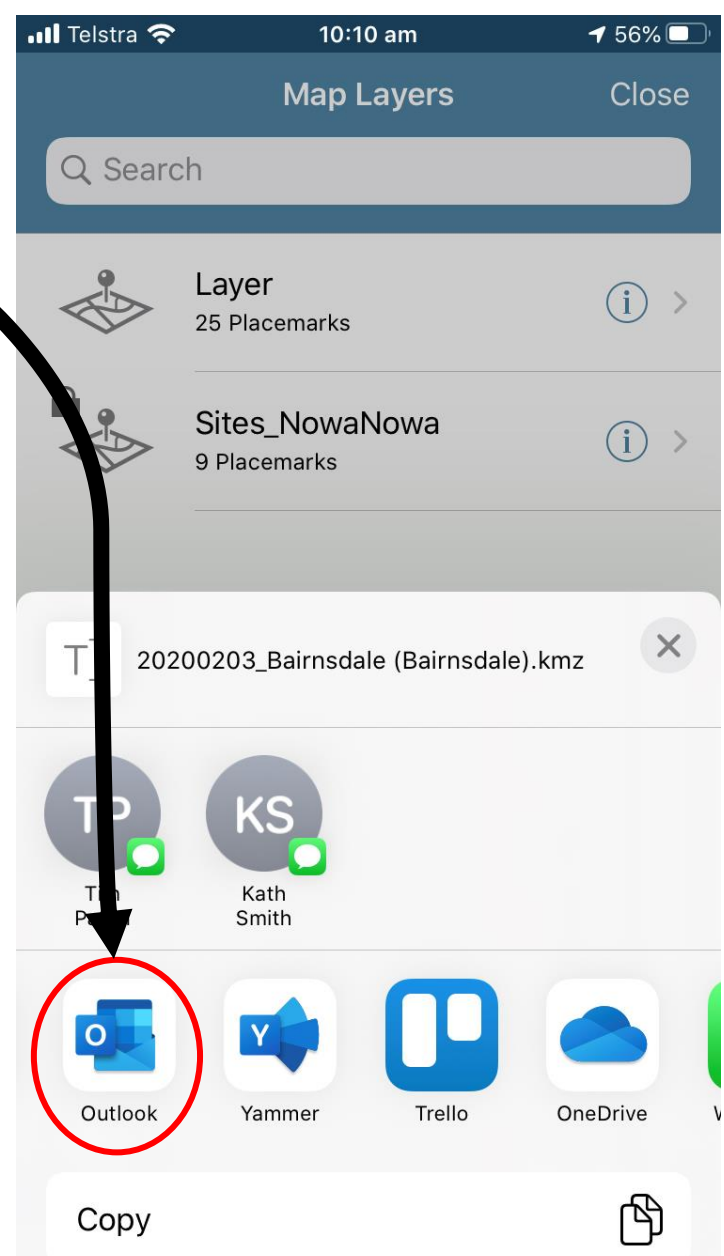 Telstra 10:10 am 56%
Map Layers Close
Search
Layer
25 Placemarks
Sites_NowaNowa
9 Placemarks
T 20200203_Bairnsdale (Bairnsdale).kmz
TP KS
Kath
Smith
O Y
Outlook Yammer Trello OneDrive
Copy